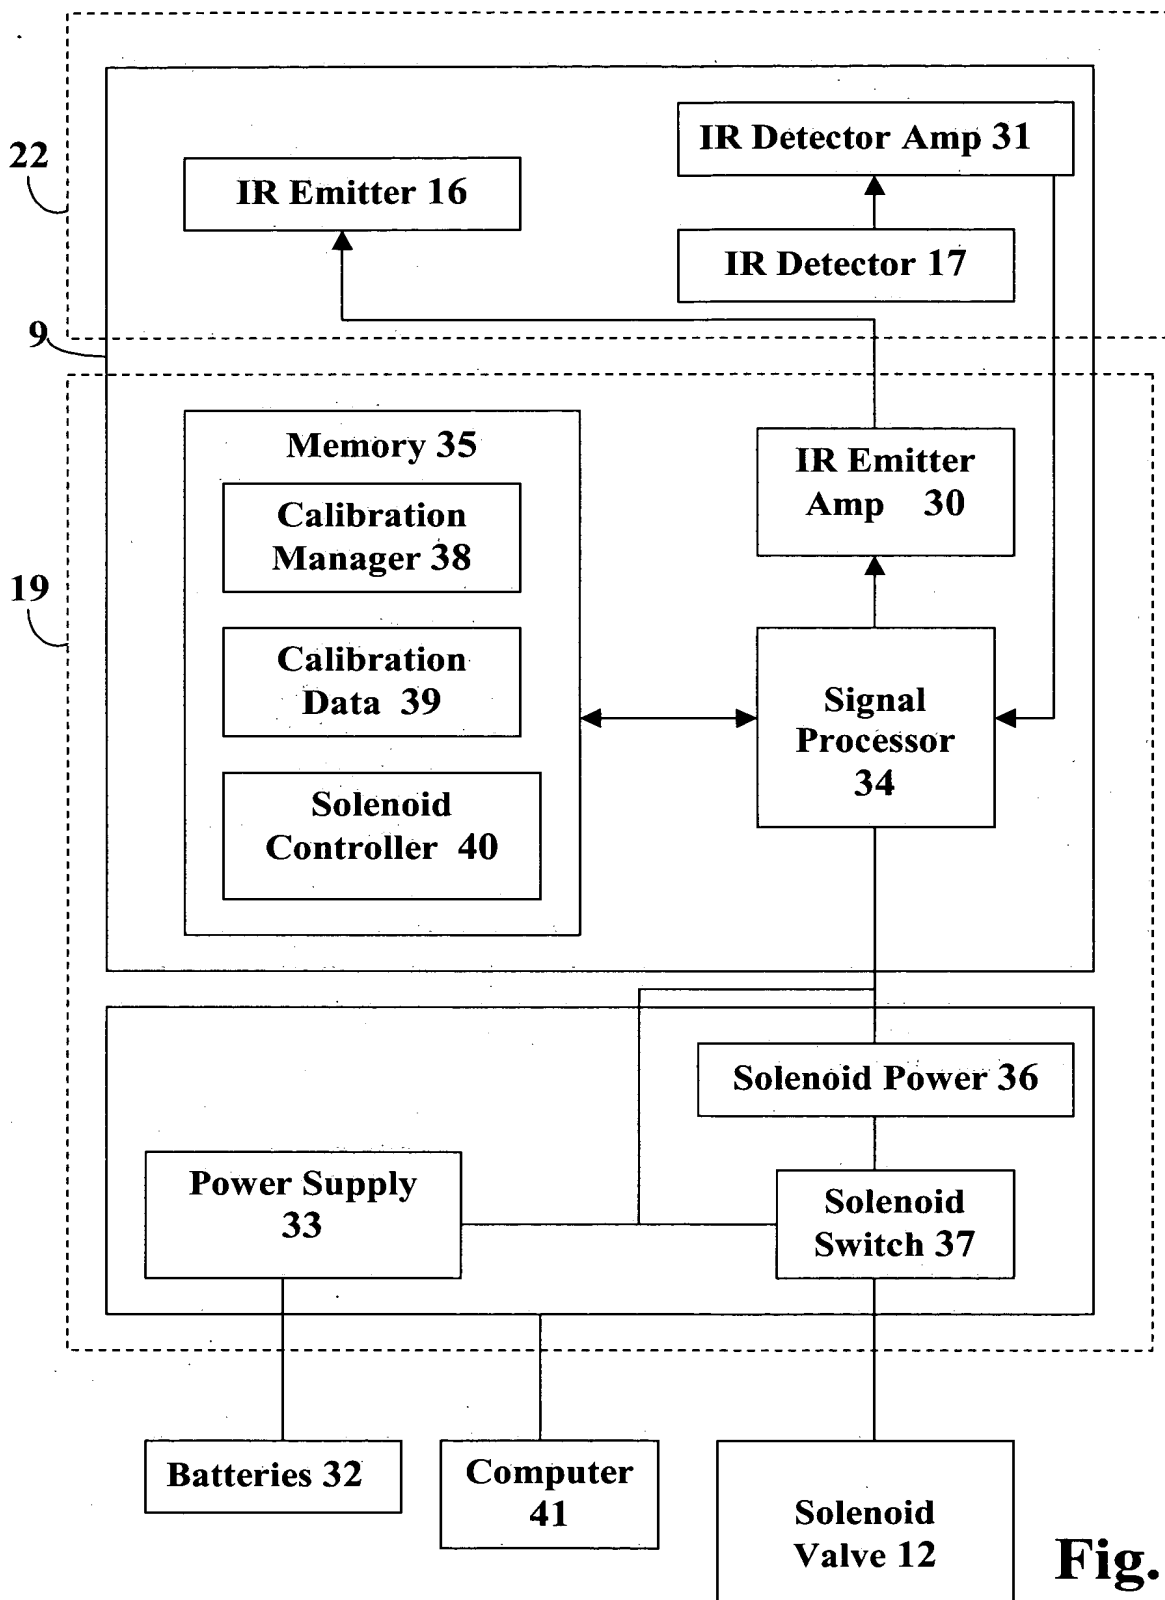 22
IR Detector Amp 31
IR Emitter 16
IR Detector 17
9
Memory 35
IR Emitter
Amp 30
Calibration
Manager 38
19
Calibration
Data 39
Signal
Processor
34
Solenoid
Controller 40
Solenoid Power 36
Power Supply
33
Solenoid
Switch 37
Batteries 32
Computer
41
Solenoid
Valve 12
Fig.